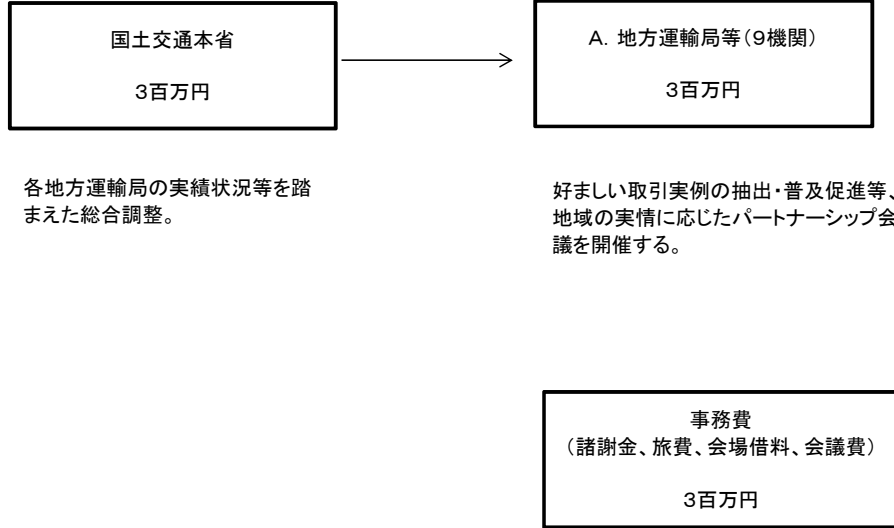 国土交通本省
３百万円
A．地方運輸局等（９機関）
３百万円
各地方運輸局の実績状況等を踏
まえた総合調整。
好ましい取引実例の抽出・普及促進等、
地域の実情に応じたパートナーシップ会
議を開催する。
事務費
（諸謝金、旅費、会場借料、会議費）
３百万円